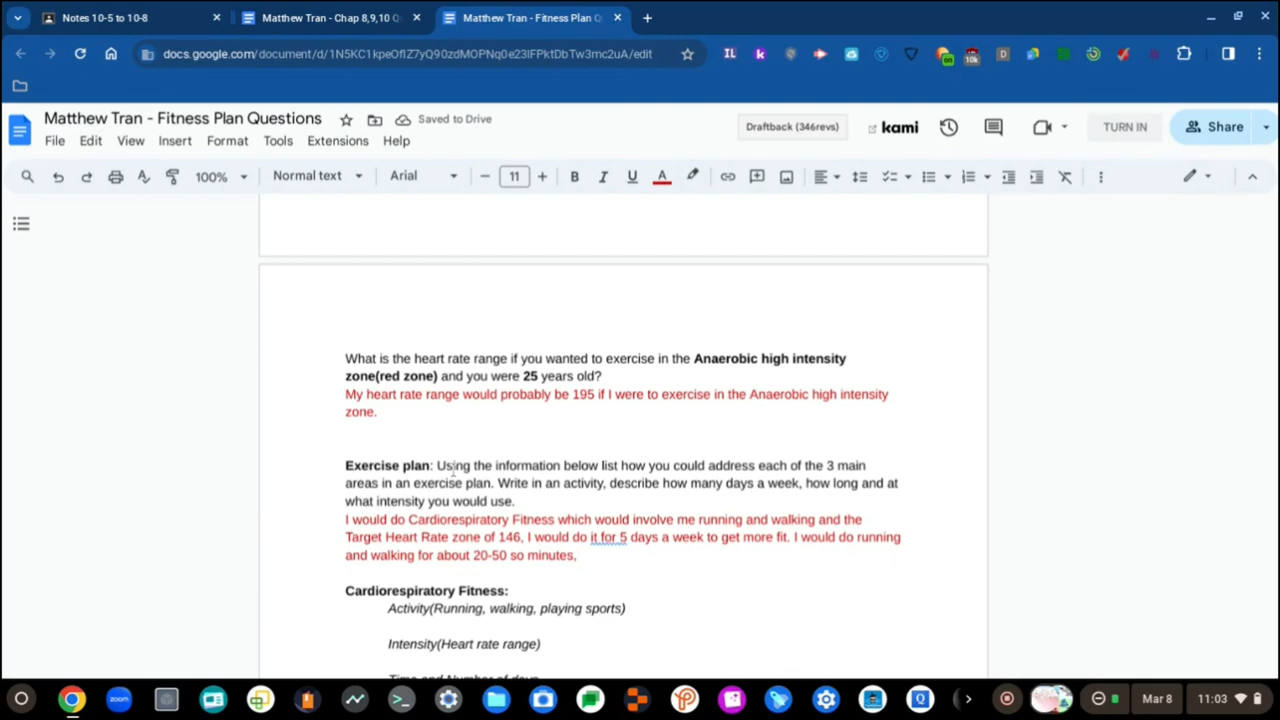 Notes 10-5 to 10-8
Matthew Tran - Chap 8,9,10 Q
Matthew Tran - Fitness Plan Q
docs.google.com/document/d/1N5KC1kpeOflZ7yQ90zdMOPNq0e23IFPktDbTw3mc2uA/edit
Matthew Tran - Fitness Plan Questions
Saved to Drive
File Edit View Insert Format Tools Extensions Help
Draftback (346revs)
kami
TURN IN
Share
100% Normal text Arial 11
What is the heart rate range if you wanted to exercise in the Anaerobic high intensity
zone(red zone) and you were 25 years old?
My heart rate range would probably be 195 if I were to exercise in the Anaerobic high intensity
zone.
Exercise plan: Using the information below list how you could address each of the 3 main
areas in an exercise plan. Write in an activity, describe how many days a week, how long and at
what intensity you would use.
I would do Cardiorespiratory Fitness which would involve me running and walking and the
Target Heart Rate zone of 146, I would do it for 5 days a week to get more fit. I would do running
and walking for about 20-50 so minutes,
Cardiorespiratory Fitness:
Activity(Running, walking, playing sports)
Intensity(Heart rate range)
Time and Number of days
Mar 8 11:03